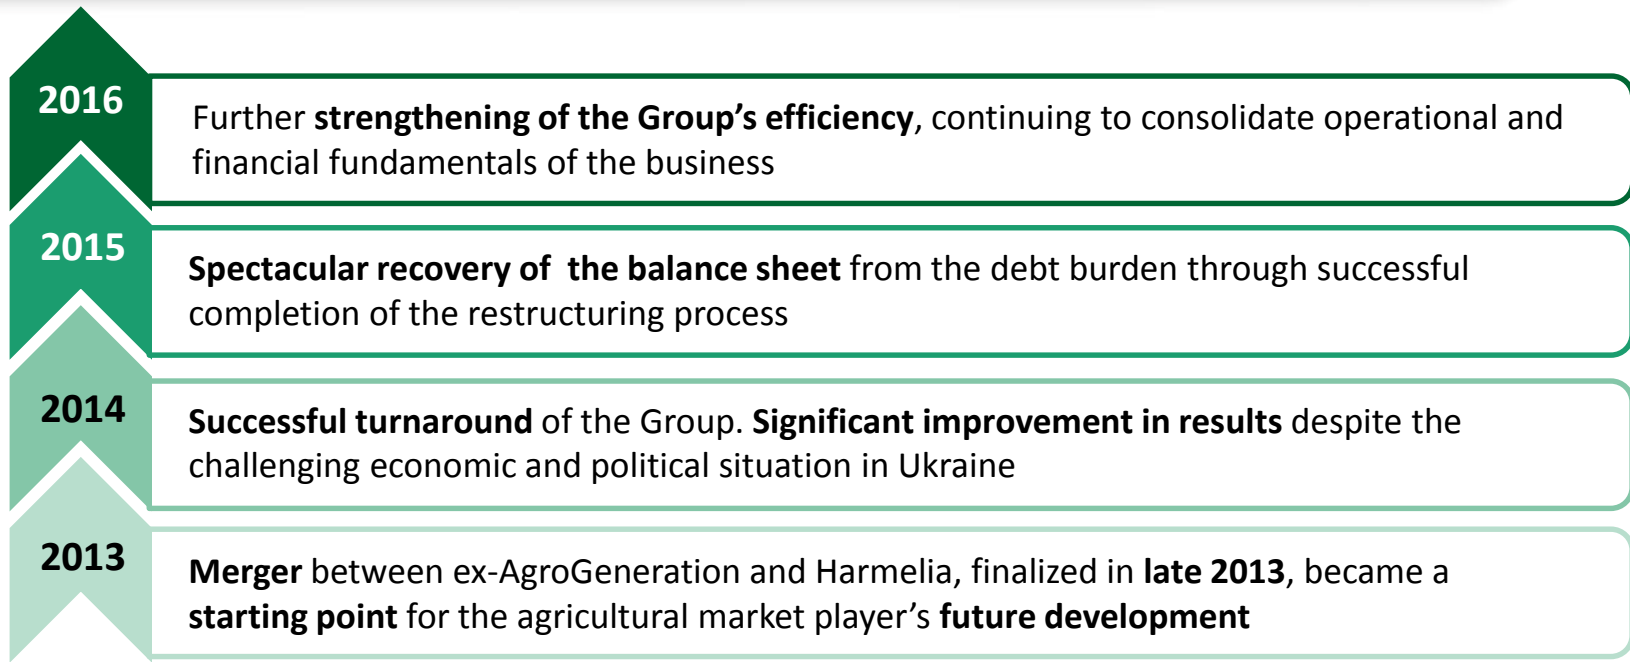 2016
Further strengthening of the Group’s efficiency, continuing to consolidate operational and
financial fundamentals of the business
2015
Spectacular recovery of  the balance sheet from the debt burden through successful
completion of the restructuring process
2014
Successful turnaround of the Group. Significant improvement in results despite the
challenging economic and political situation in Ukraine
2013
Merger between ex-AgroGeneration and Harmelia, finalized in late 2013, became a
starting point for the agricultural market player’s future development